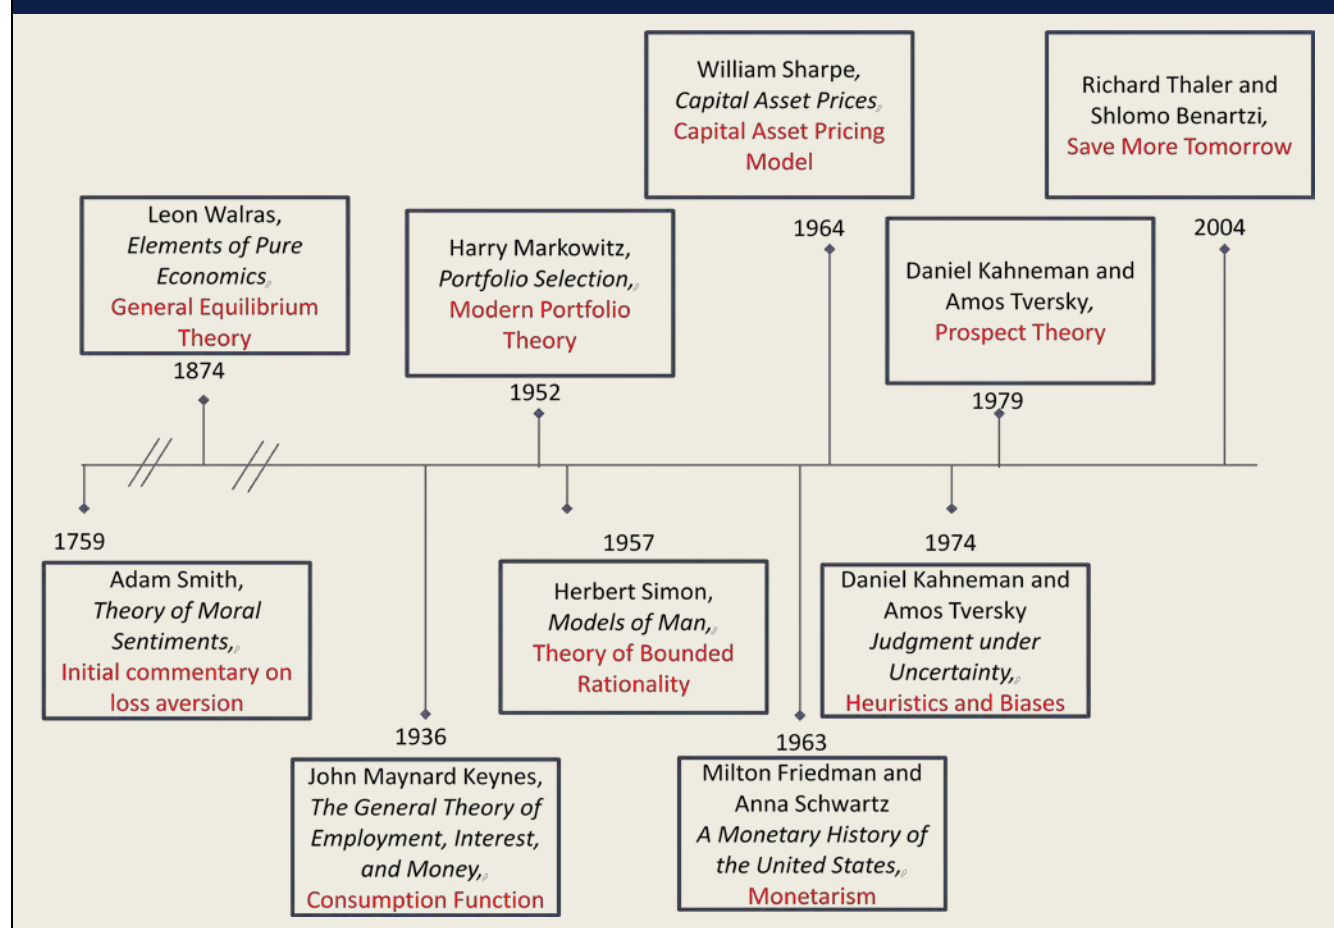 William Sharpe,
Capital Asset Prices,
Capital Asset Pricing
Model
1964
Richard Thaler and
Shlomo Benartzi,
Save More Tomorrow
2004
Leon Walras,
Elements of Pure
Economics,
General Equilibrium
Theory
1874
Harry Markowitz,
Portfolio Selection,,
Modern Portfolio
Theory
1952
Daniel Kahneman and
Amos Tversky,
Prospect Theory
1979
1759
Adam Smith,
Theory of Moral
Sentiments,,
Initial commentary on
loss aversion
1957
Herbert Simon,
Models of Man,,
Theory of Bounded
Rationality
1974
Daniel Kahneman and
Amos Tversky
Judgment under
Uncertainty,,
Heuristics and Biases
1936
John Maynard Keynes,
The General Theory of
Employment, Interest,
and Money,,
Consumption Function
1963
Milton Friedman and
Anna Schwartz
A Monetary History of
the United States,,
Monetarism